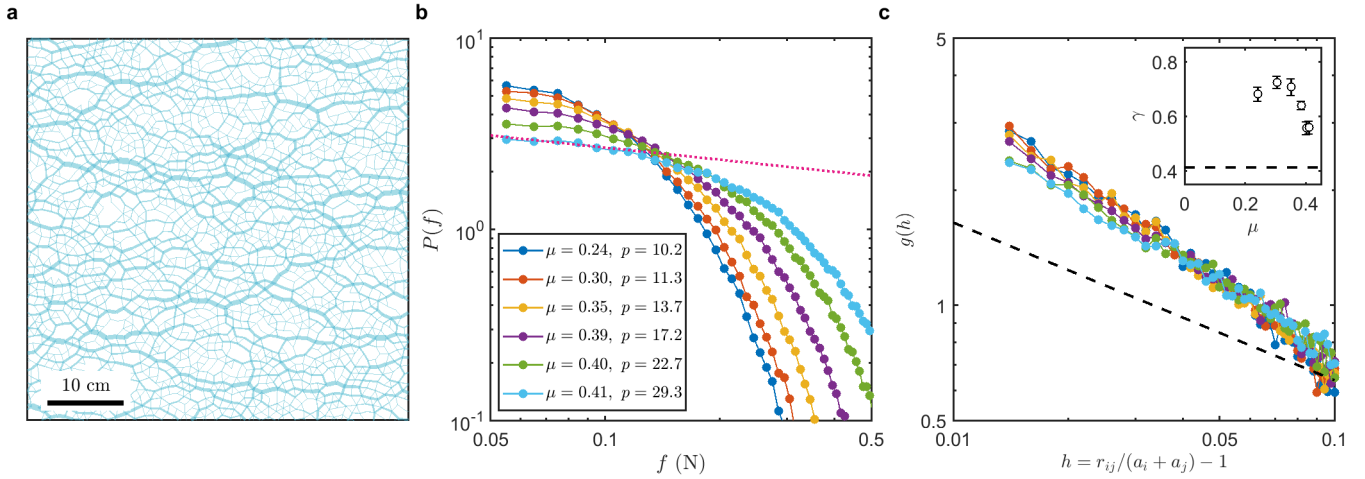 a
10 cm
b
P(f)
10^1
10^0
10^-1
μ = 0.24, p = 10.2
μ = 0.30, p = 11.3
μ = 0.35, p = 13.7
μ = 0.39, p = 17.2
μ = 0.40, p = 22.7
μ = 0.41, p = 29.3
0.05
0.1
0.5
f (N)
c
g(h)
5
2
1
0.5
0.01
0.05
0.1
h = r_ij/(a_i + a_j) − 1
γ
0.8
0.6
0.4
0
0.2
0.4
μ